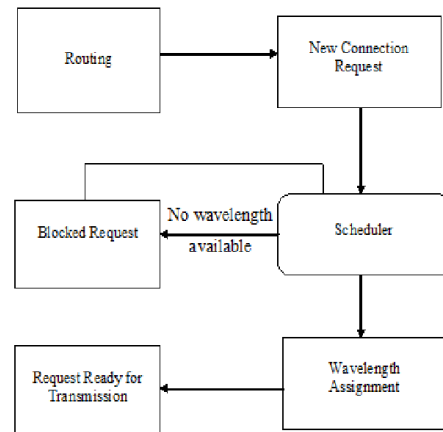 Routing
New Connection
Request
No wavelength
available
Blocked Request
Scheduler
Request Ready for
Transmission
Wavelength
Assignment